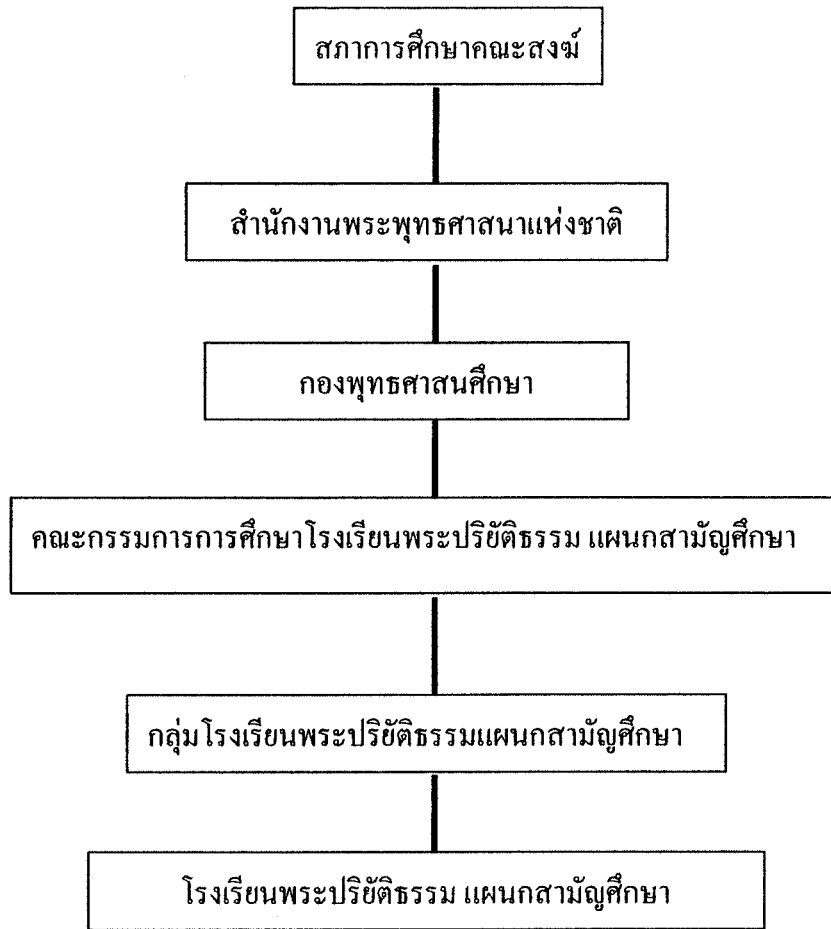 สภาการศึกษาคณะสงฆ์
สำนักงานพระพุทธศาสนาแห่งชาติ
กองพุทธศาสนศึกษา
คณะกรรมการการศึกษาโรงเรียนพระปริยัติธรรม แผนกสามัญศึกษา
กลุ่มโรงเรียนพระปริยัติธรรมแผนกสามัญศึกษา
โรงเรียนพระปริยัติธรรม แผนกสามัญศึกษา